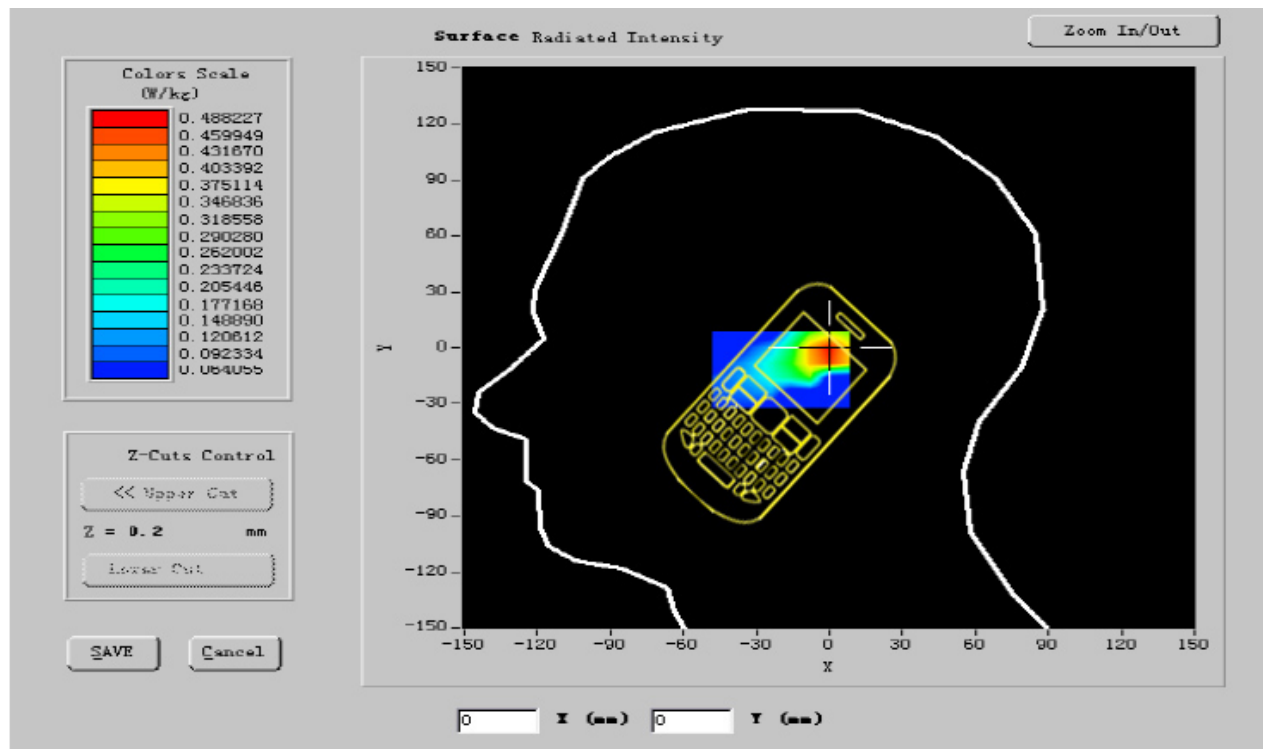 Surface Radiated Intensity
Zoom In/Out
Colors Scale
(W/kg)
0.488227
0.459949
0.431670
0.403392
0.375114
0.346836
0.318558
0.290280
0.262002
0.233724
0.205446
0.177168
0.148890
0.120612
0.092334
0.064055
150
120
90
60
30
0
-30
-60
-90
-120
-150
Y
-150 -120 -90 -60 -30 0 30 60 90 120 150
X
Z-Cuts Control
<< Upper Cut
Z = 0.2 mm
Lower Cut
SAVE Cancel
0 X (mm) 0 Y (mm)